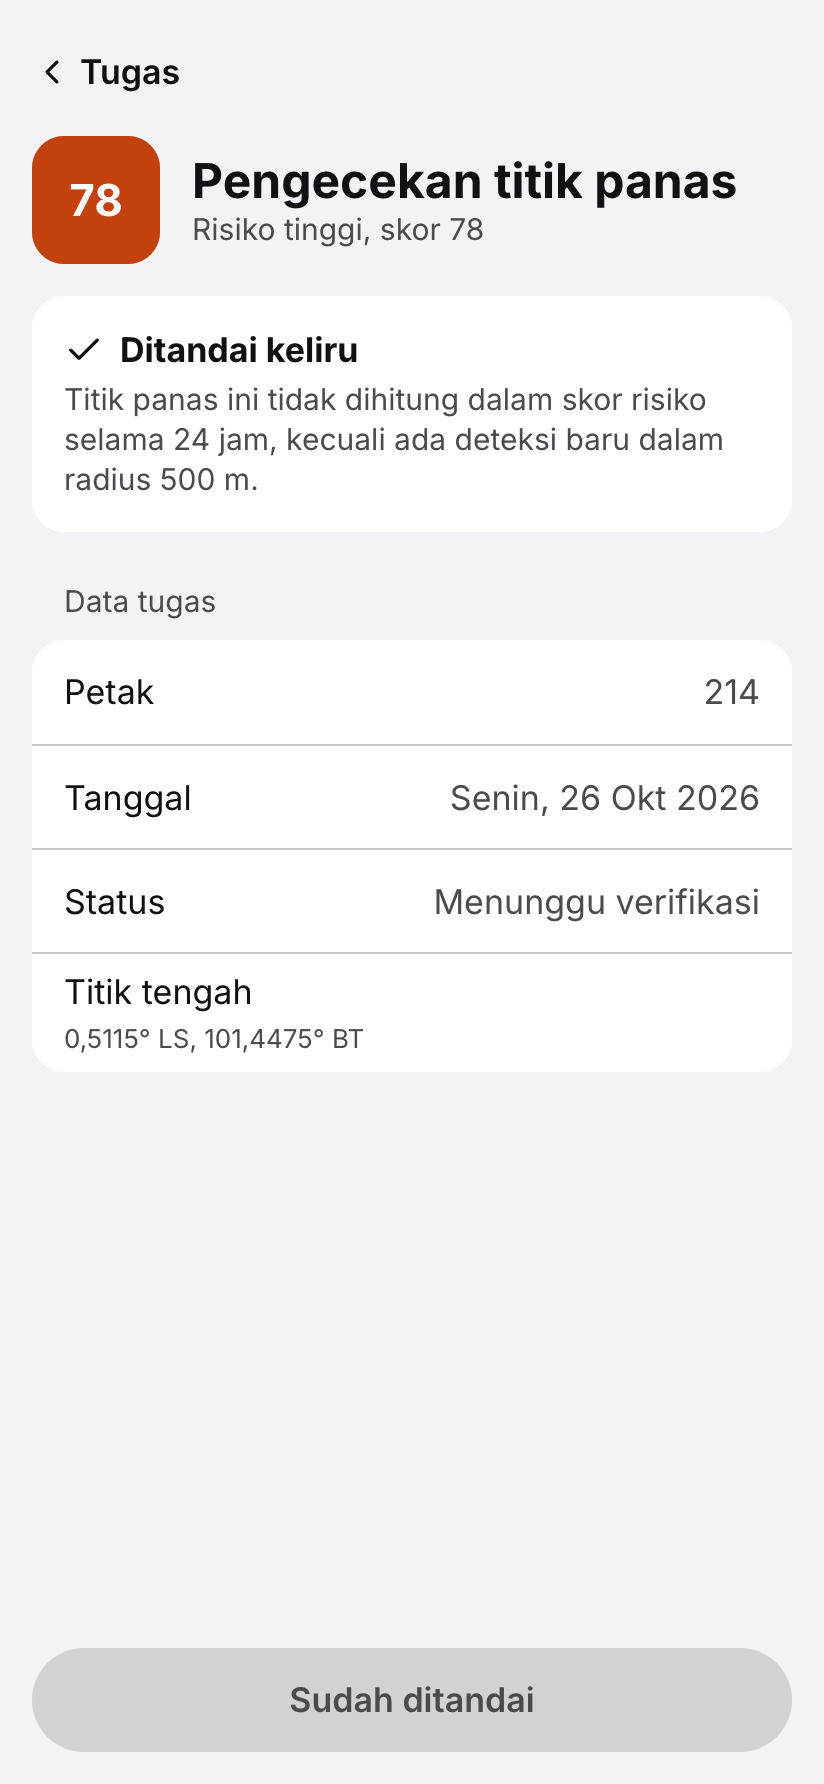 Tugas
78
Pengecekan titik panas
Risiko tinggi, skor 78
Ditandai keliru
Titik panas ini tidak dihitung dalam skor risiko
selama 24 jam, kecuali ada deteksi baru dalam
radius 500 m.
Data tugas
Petak 214
Tanggal Senin, 26 Okt 2026
Status Menunggu verifikasi
Titik tengah
0,5115° LS, 101,4475° BT
Sudah ditandai